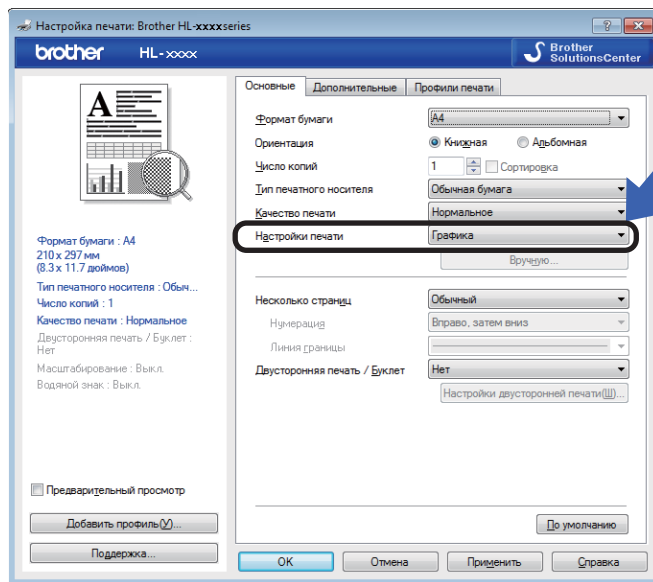 Настройка печати: Brother HL-xxxxseries
brother HL-xxxx
Brother
SolutionsCenter
A
Формат бумаги : A4
210 x 297 мм
(8.3 x 11.7 дюймов)
Тип печатного носителя : Обыч...
Число копий : 1
Качество печати : Нормальное
Двусторонняя печать / Буклет :
Нет
Масштабирование : Выкл.
Водяной знак : Выкл.
Предварительный просмотр
Добавить профиль(У)...
Поддержка...
Основные Дополнительные Профили печати
Формат бумаги A4
Ориентация Книжная Альбомная
Число копий 1 Сортировка
Тип печатного носителя Обычная бумага
Качество печати Нормальное
Настройки печати Графика
Вручную...
Несколько страниц Обычный
Нумерация Вправо, затем вниз
Линия границы
Двусторонняя печать / Буклет Нет
Настройки двусторонней печати(Ш)...
По умолчанию
OK Отмена Применить Справка